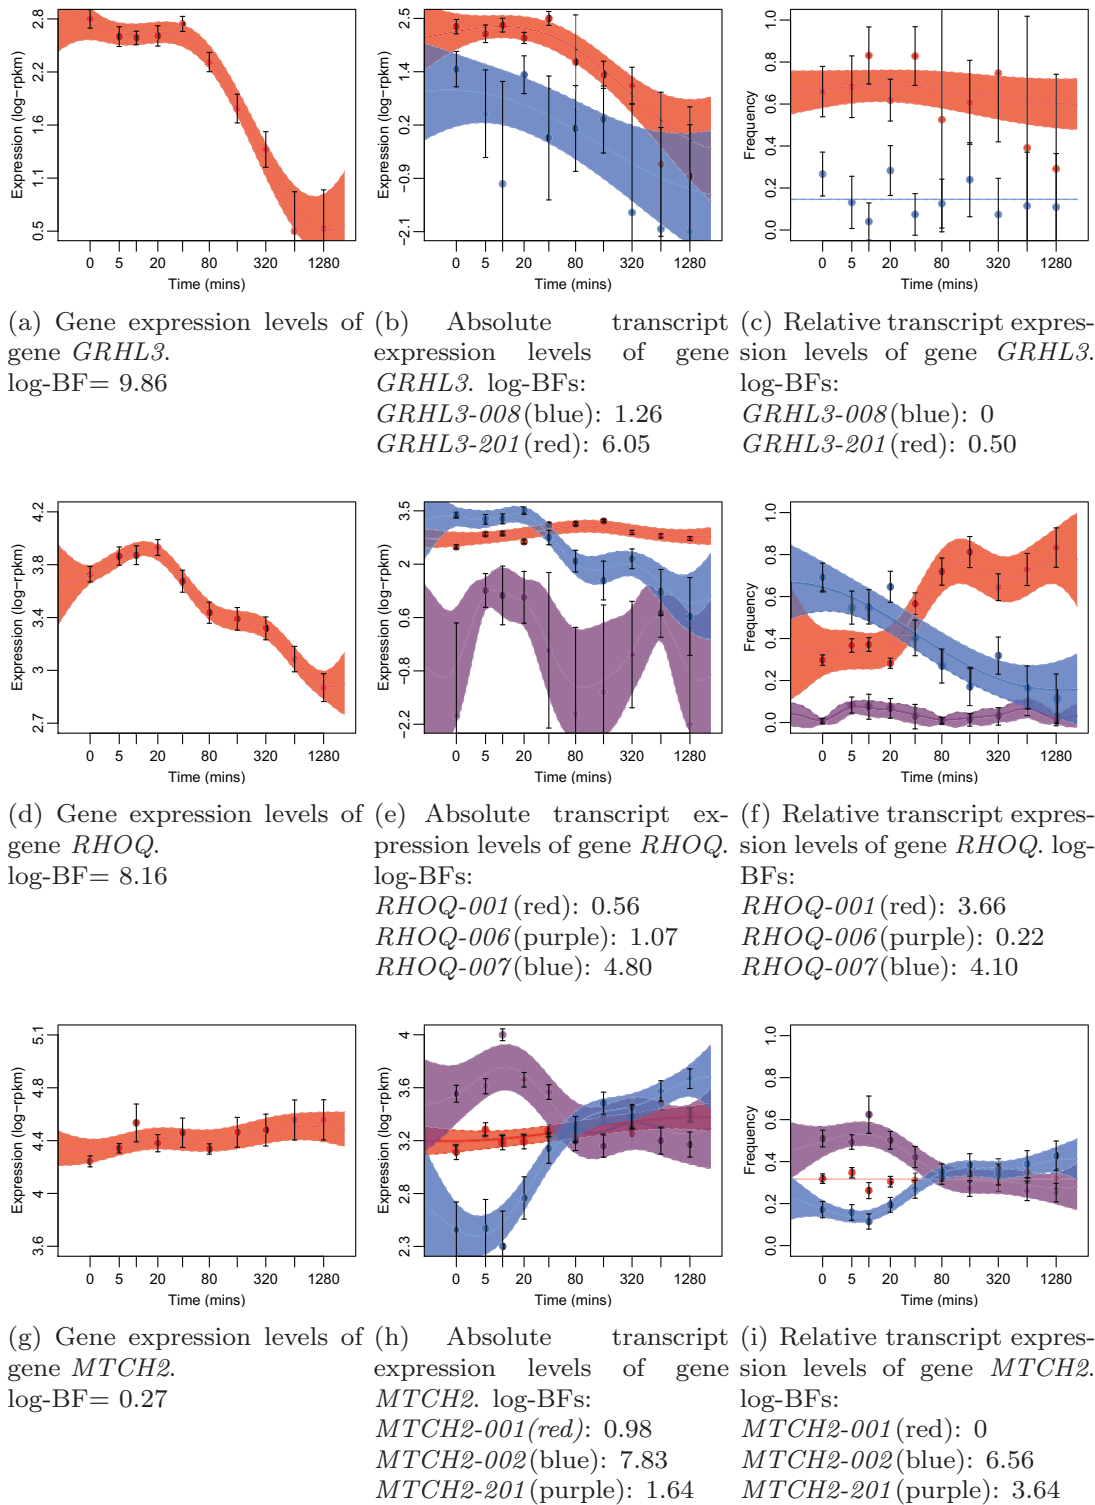 2.8
2.2
1.6
1.1
0.5
Expression (log−rpkm)
0 5 20 80 320 1280
Time (mins)
2.5
1.4
0.2
−0.9
−2.1
Expression (log−rpkm)
0 5 20 80 320 1280
Time (mins)
1.0
0.8
0.6
0.4
0.2
0.0
Frequency
0 5 20 80 320 1280
Time (mins)
(a) Gene expression levels of
gene GRHL3.
log-BF= 9.86
(b) Absolute transcript
expression levels of gene
GRHL3. log-BFs:
GRHL3-008(blue): 1.26
GRHL3-201(red): 6.05
(c) Relative transcript expres-
sion levels of gene GRHL3.
log-BFs:
GRHL3-008(blue): 0
GRHL3-201(red): 0.50
4.2
3.8
3.4
3
2.7
Expression (log−rpkm)
0 5 20 80 320 1280
Time (mins)
3.5
2
0.6
−0.8
−2.2
Expression (log−rpkm)
0 5 20 80 320 1280
Time (mins)
1.0
0.8
0.6
0.4
0.2
0.0
Frequency
0 5 20 80 320 1280
Time (mins)
(d) Gene expression levels of
gene RHOQ.
log-BF= 8.16
(e) Absolute transcript ex-
pression levels of gene RHOQ.
log-BFs:
RHOQ-001(red): 0.56
RHOQ-006(purple): 1.07
RHOQ-007(blue): 4.80
(f) Relative transcript expres-
sion levels of gene RHOQ. log-
BFs:
RHOQ-001(red): 3.66
RHOQ-006(purple): 0.22
RHOQ-007(blue): 4.10
5.1
4.8
4.4
4
3.6
Expression (log−rpkm)
0 5 20 80 320 1280
Time (mins)
4
3.6
3.2
2.8
2.3
Expression (log−rpkm)
0 5 20 80 320 1280
Time (mins)
1.0
0.8
0.6
0.4
0.2
0.0
Frequency
0 5 20 80 320 1280
Time (mins)
(g) Gene expression levels of
gene MTCH2.
log-BF= 0.27
(h) Absolute transcript
expression levels of gene
MTCH2. log-BFs:
MTCH2-001(red): 0.98
MTCH2-002(blue): 7.83
MTCH2-201(purple): 1.64
(i) Relative transcript expres-
sion levels of gene MTCH2.
log-BFs:
MTCH2-001(red): 0
MTCH2-002(blue): 6.56
MTCH2-201(purple): 3.64